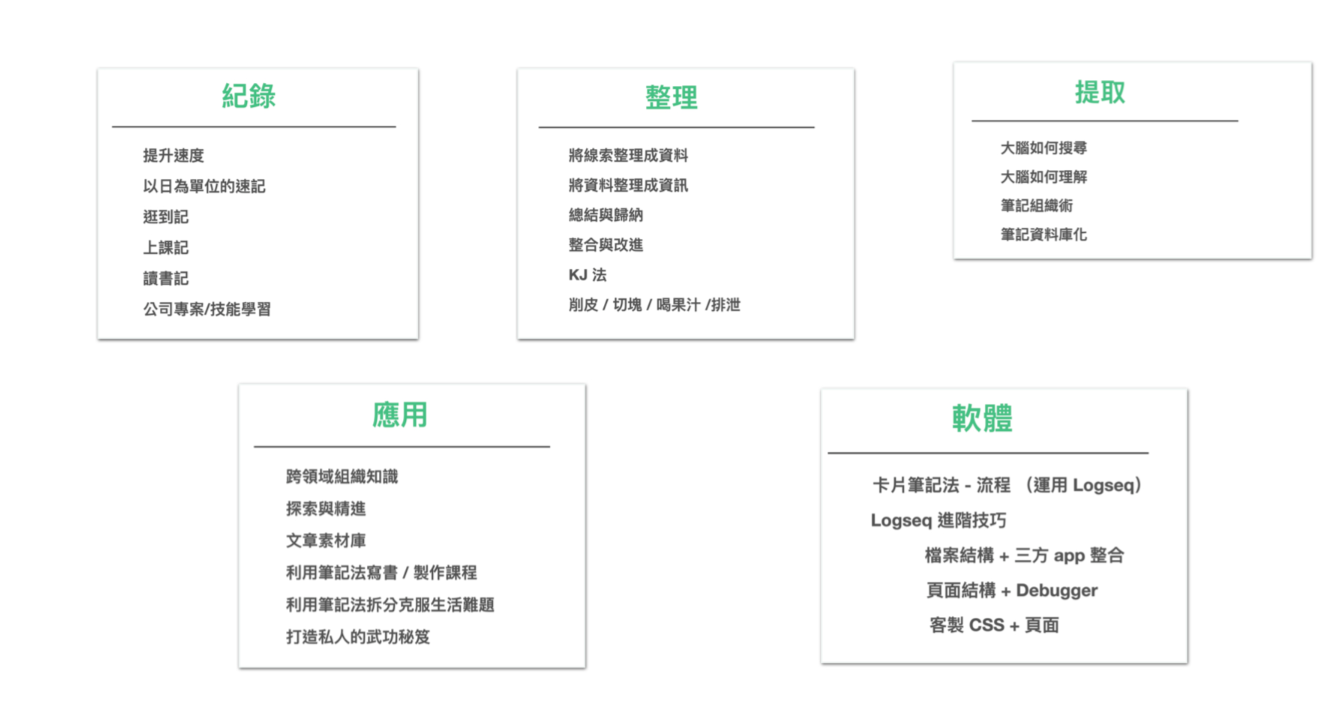 紀錄
提升速度
以日為單位的速記
逛到記
上課記
讀書記
公司專案/技能學習
整理
將線索整理成資料
將資料整理成資訊
總結與歸納
整合與改進
KJ 法
削皮 / 切塊 / 喝果汁 /排泄
提取
大腦如何搜尋
大腦如何理解
筆記組織術
筆記資料庫化
應用
跨領域組織知識
探索與精進
文章素材庫
利用筆記法寫書 / 製作課程
利用筆記法拆分克服生活難題
打造私人的武功秘笈
軟體
卡片筆記法 - 流程 （運用 Logseq）
Logseq 進階技巧
檔案結構 + 三方 app 整合
頁面結構 + Debugger
客製 CSS + 頁面